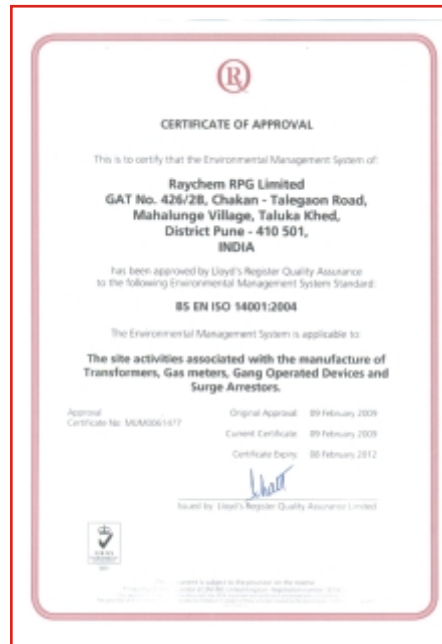 R
CERTIFICATE OF APPROVAL
This is to certify that the Environmental Management System of:
Raychem RPG Limited
GAT No. 426/2B, Chakan - Talegaon Road,
Mahalunge Village, Taluka Khed,
District Pune - 410 501,
INDIA
has been approved by Lloyd's Register Quality Assurance
to the following Environmental Management System Standard:
BS EN ISO 14001:2004
The Environmental Management System is applicable to:
The site activities associated with the manufacture of
Transformers, Gas meters, Gang Operated Devices and
Surge Arrestors.
Approval
Certificate No: MUM0061477
Original Approval: 09 February 2009
Current Certificate: 09 February 2009
Certificate Expiry: 08 February 2012
Issued by: Lloyd's Register Quality Assurance Limited